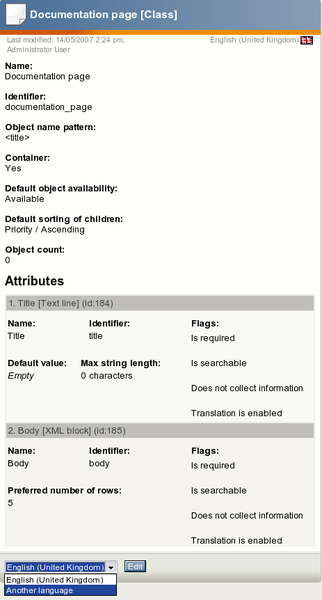 Documentation page [Class]
Last modified: 14/05/2007 2:24 pm, English (United Kingdom)
Administrator User
Name:
Documentation page
Identifier:
documentation_page
Object name pattern:
<title>
Container:
Yes
Default object availability:
Available
Default sorting of children:
Priority / Ascending
Object count:
0
Attributes
1. Title [Text line] (id:184)
Name: Identifier: Flags:
Title title Is required
Default value: Max string length: Is searchable
Empty 0 characters
Does not collect information
Translation is enabled
2. Body [XML block] (id:185)
Name: Identifier: Flags:
Body body Is required
Preferred number of rows: Is searchable
5
Does not collect information
Translation is enabled
English (United Kingdom) Edit
English (United Kingdom)
Another language